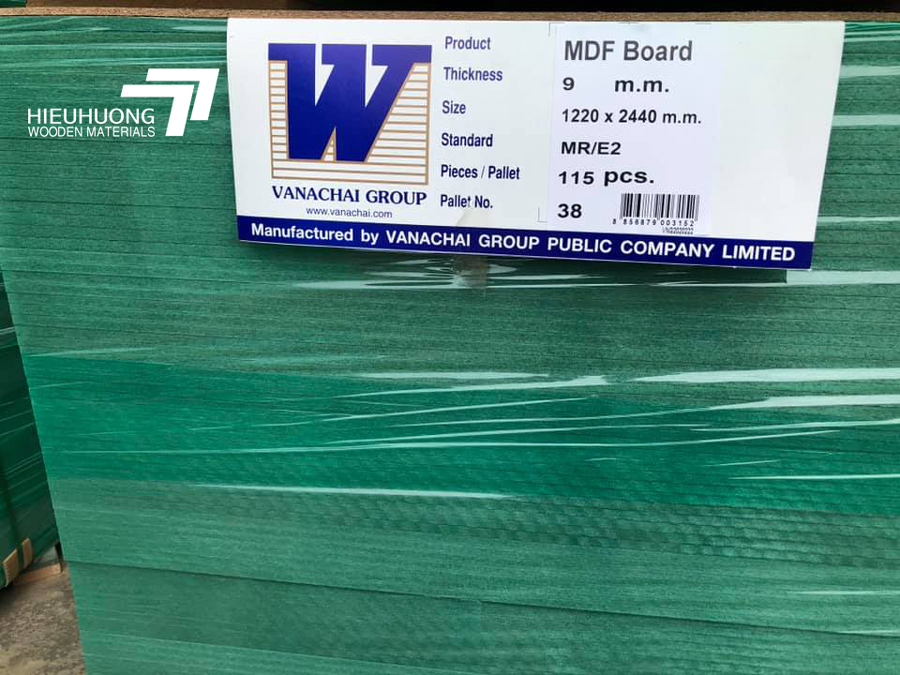 HIEUHUONG
WOODEN MATERIALS
W
VANACHAI GROUP
www.vanachai.com
Product MDF Board
Thickness 9 m.m.
Size 1220 x 2440 m.m.
Standard MR/E2
Pieces / Pallet 115 pcs.
Pallet No. 38
8 856879 003152
Manufactured by VANACHAI GROUP PUBLIC COMPANY LIMITED